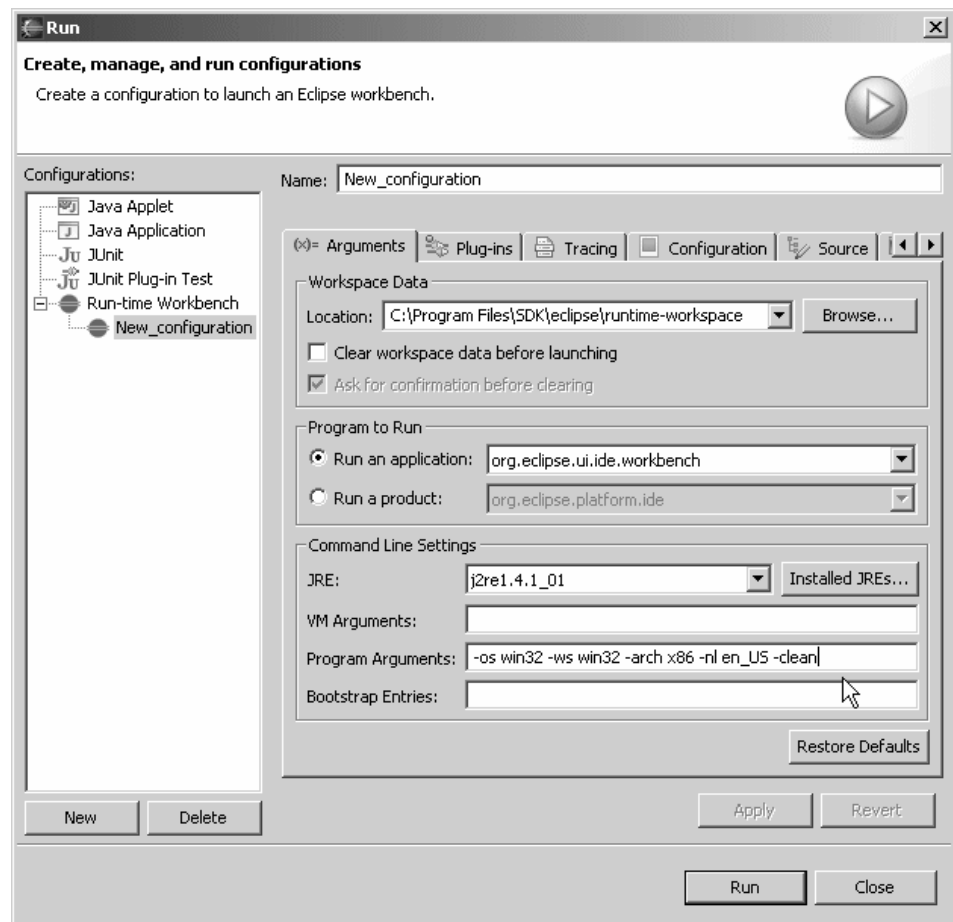 Run
Create, manage, and run configurations
Create a configuration to launch an Eclipse workbench.
Configurations:
Java Applet
Java Application
JUnit
JUnit Plug-in Test
Run-time Workbench
New_configuration
New
Delete
Name: New_configuration
(x)= Arguments
Plug-ins
Tracing
Configuration
Source
Workspace Data
Location: C:\Program Files\SDK\eclipse\runtime-workspace
Browse...
Clear workspace data before launching
Ask for confirmation before clearing
Program to Run
Run an application: org.eclipse.ui.ide.workbench
Run a product: org.eclipse.platform.ide
Command Line Settings
JRE: j2re1.4.1_01
Installed JREs...
VM Arguments:
Program Arguments: -os win32 -ws win32 -arch x86 -nl en_US -clean
Bootstrap Entries:
Restore Defaults
Apply
Revert
Run
Close